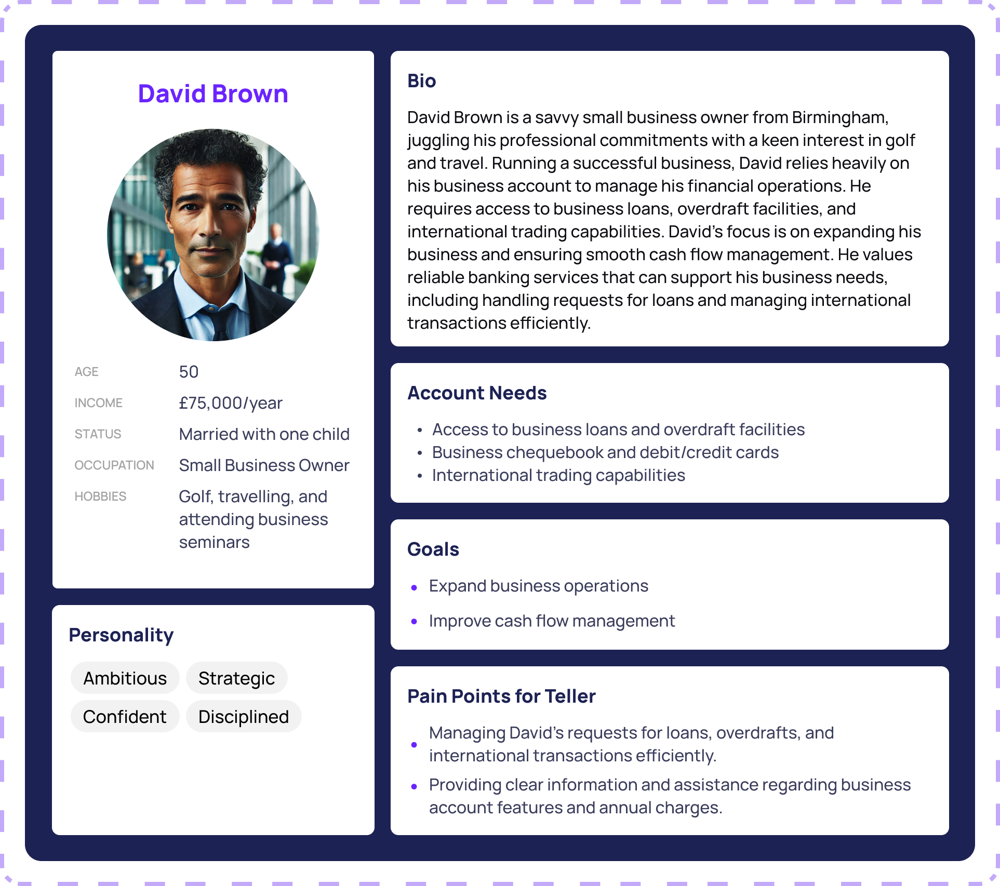 David Brown
AGE 50
INCOME £75,000/year
STATUS Married with one child
OCCUPATION Small Business Owner
HOBBIES Golf, travelling, and
attending business
seminars
Personality
Ambitious Strategic
Confident Disciplined
Bio
David Brown is a savvy small business owner from Birmingham,
juggling his professional commitments with a keen interest in golf
and travel. Running a successful business, David relies heavily on
his business account to manage his financial operations. He
requires access to business loans, overdraft facilities, and
international trading capabilities. David’s focus is on expanding his
business and ensuring smooth cash flow management. He values
reliable banking services that can support his business needs,
including handling requests for loans and managing international
transactions efficiently.
Account Needs
• Access to business loans and overdraft facilities
• Business chequebook and debit/credit cards
• International trading capabilities
Goals
• Expand business operations
• Improve cash flow management
Pain Points for Teller
• Managing David’s requests for loans, overdrafts, and
international transactions efficiently.
• Providing clear information and assistance regarding business
account features and annual charges.